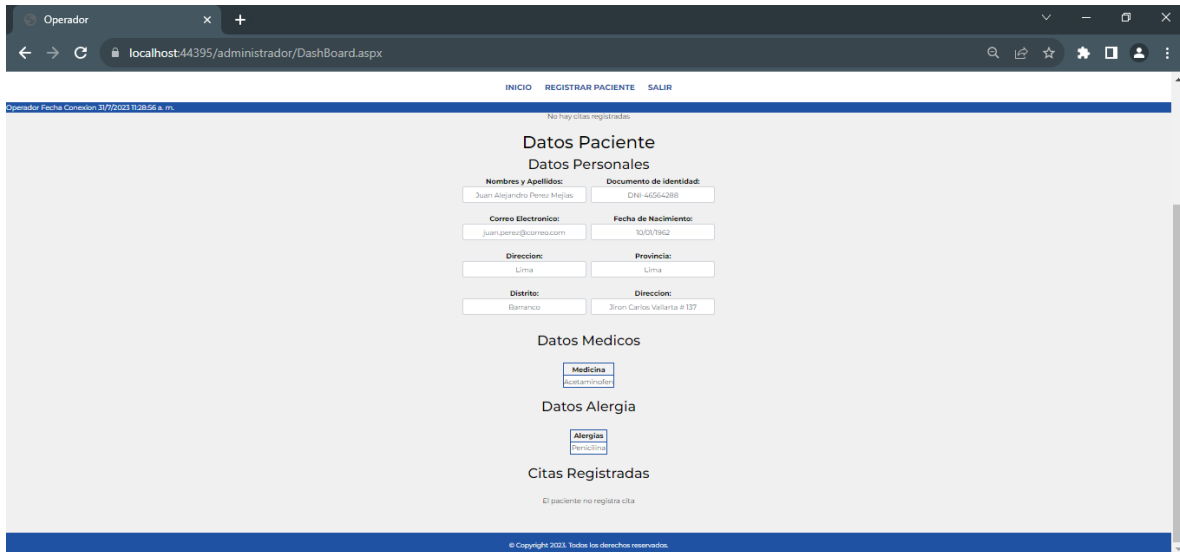 Operador
localhost:44395/administrador/DashBoard.aspx
INICIO REGISTRAR PACIENTE SALIR
Operador Fecha Conexion 31/7/2023 11:28:56 a. m.
No hay citas registradas
Datos Paciente
Datos Personales
Nombres y Apellidos: Documento de identidad:
Juan Alejandro Perez Mejias DNI-46564288
Correo Electronico: Fecha de Nacimiento:
juan.perez@correo.com 10/01/1962
Direccion: Provincia:
Lima Lima
Distrito: Direccion:
Barranco Jiron Carlos Vallarta # 137
Datos Medicos
Medicina
Acetaminofen
Datos Alergia
Alergias
Penicilina
Citas Registradas
El paciente no registra cita
© Copyright 2023. Todos los derechos reservados.